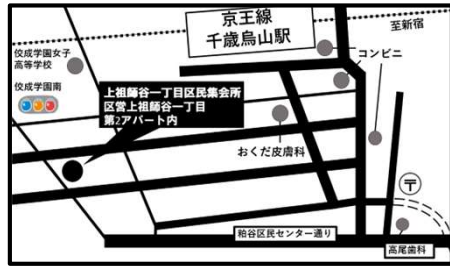 京王線
千歳烏山駅
至新宿
佼成学園女子
高等学校
コンビニ
佼成学園南
上祖師谷一丁目区民集会所
区営上祖師谷一丁目
第2アパート内
おくだ皮膚科
〒
粕谷区民センター通り
高尾歯科